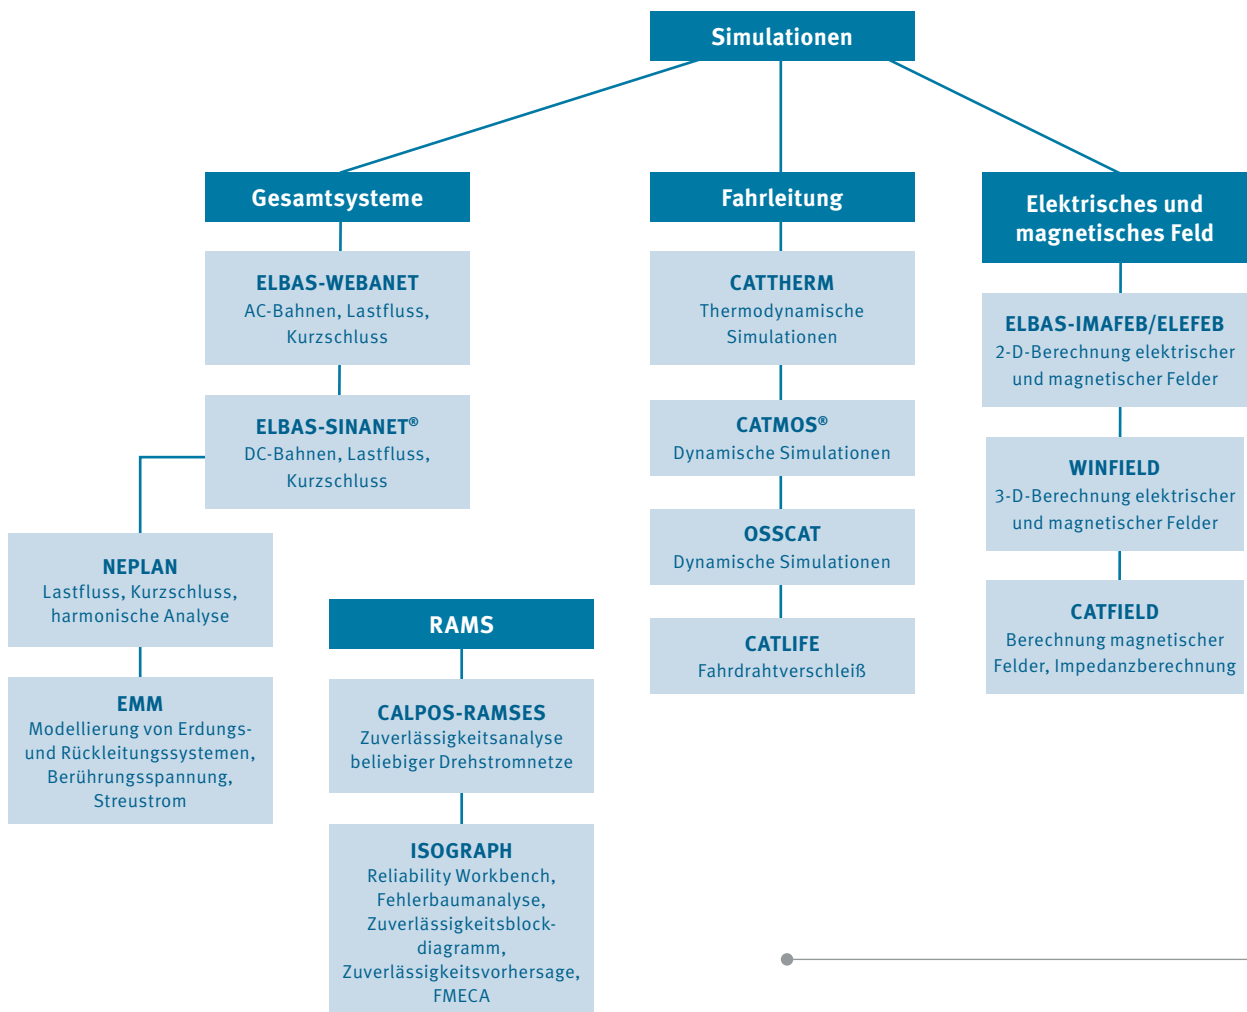 Simulationen
Gesamtsysteme
ELBAS-WEBANET
AC-Bahnen, Lastfluss,
Kurzschluss
ELBAS-SINANET®
DC-Bahnen, Lastfluss,
Kurzschluss
NEPLAN
Lastfluss, Kurzschluss,
harmonische Analyse
EMM
Modellierung von Erdungs-
und Rückleitungssystemen,
Berührungsspannung,
Streustrom
RAMS
CALPOS-RAMSES
Zuverlässigkeitsanalyse
beliebiger Drehstromnetze
ISOGRAPH
Reliability Workbench,
Fehlerbaumanalyse,
Zuverlässigkeitsblock-
diagramm,
Zuverlässigkeitsvorhersage,
FMECA
Fahrleitung
CATTHERM
Thermodynamische
Simulationen
CATMOS®
Dynamische Simulationen
OSSCAT
Dynamische Simulationen
CATLIFE
Fahrdrahtverschleiß
Elektrisches und
magnetisches Feld
ELBAS-IMAFEB/ELEFEB
2-D-Berechnung elektrischer
und magnetischer Felder
WINFIELD
3-D-Berechnung elektrischer
und magnetischer Felder
CATFIELD
Berechnung magnetischer
Felder, Impedanzberechnung